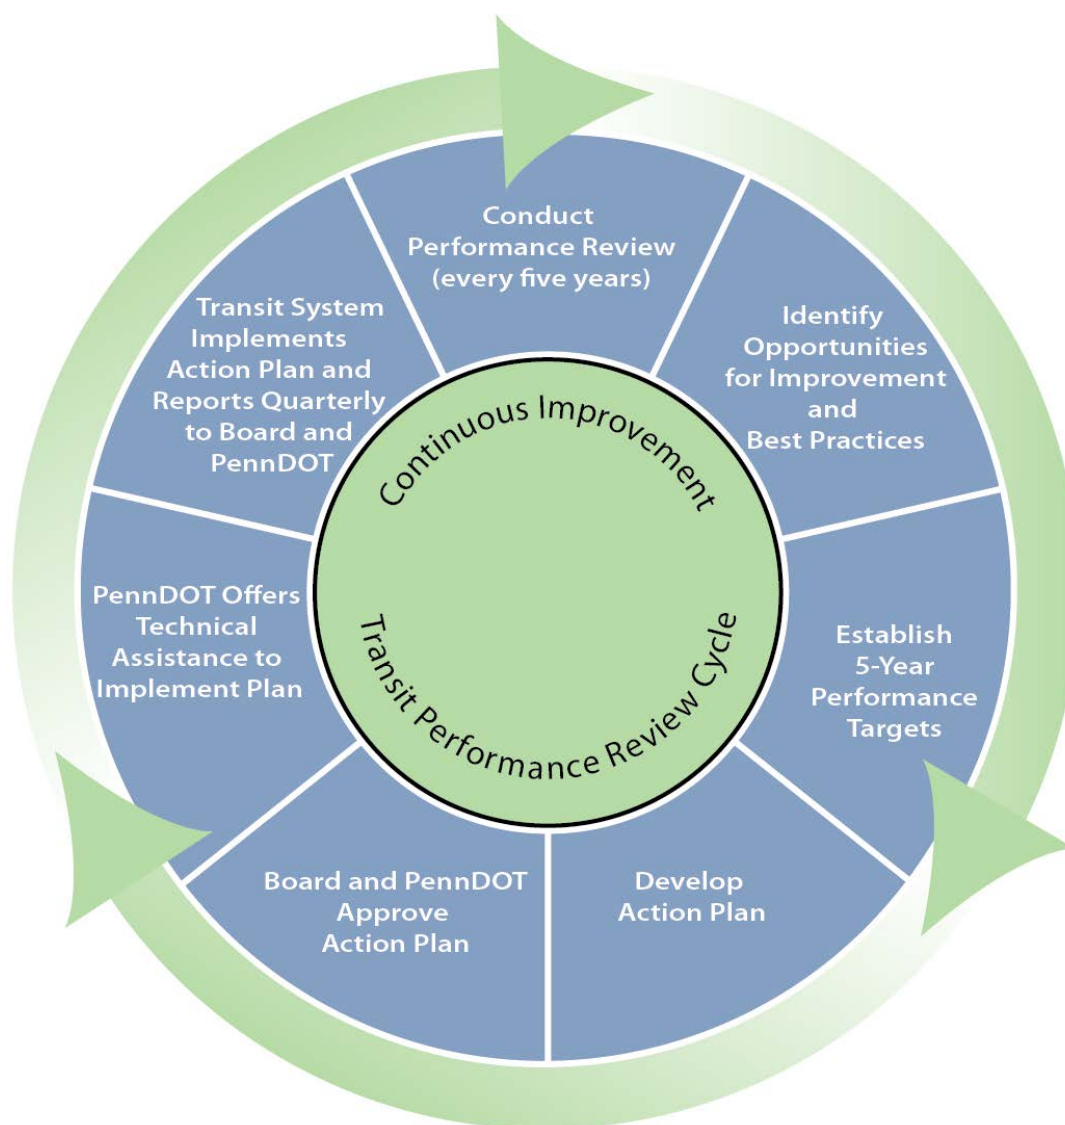 Conduct
Performance Review
(every five years)
Identify
Opportunities
for Improvement
and
Best Practices
Establish
5-Year
Performance
Targets
Develop
Action Plan
Board and PennDOT
Approve
Action Plan
PennDOT Offers
Technical
Assistance to
Implement Plan
Transit System
Implements
Action Plan and
Reports Quarterly
to Board and
PennDOT
Continuous Improvement
Transit Performance Review Cycle